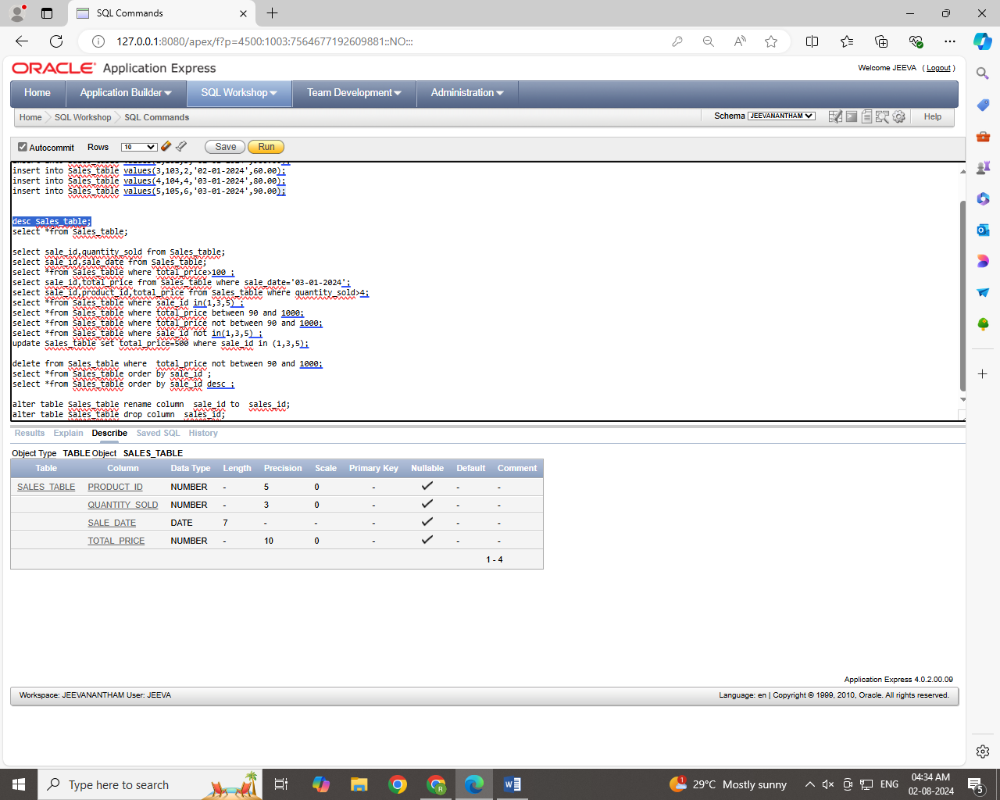 SQL Commands
127.0.0.1:8080/apex/f?p=4500:1003:7564677192609881::NO:::
ORACLE Application Express
Welcome JEEVA ( Logout )
Home Application Builder SQL Workshop Team Development Administration
Home SQL Workshop SQL Commands Schema JEEVANANTHAM Help
Autocommit Rows 10 Save Run
insert into Sales_table values(3,103,2,'02-01-2024',60.00);
insert into Sales_table values(4,104,4,'03-01-2024',80.00);
insert into Sales_table values(5,105,6,'03-01-2024',90.00);
desc Sales_table;
select *from Sales_table;
select sale_id,quantity_sold from Sales_table;
select sale_id,sale_date from Sales_table;
select *from Sales_table where total_price>100 ;
select sale_id,total_price from Sales_table where sale_date='03-01-2024';
select sale_id,product_id,total_price from Sales_table where quantity_sold>4;
select *from Sales_table where sale_id in(1,3,5) ;
select *from Sales_table where total_price between 90 and 1000;
select *from Sales_table where total_price not between 90 and 1000;
select *from Sales_table where sale_id not in(1,3,5) ;
update Sales_table set total_price=500 where sale_id in (1,3,5);
delete from Sales_table where  total_price not between 90 and 1000;
select *from Sales_table order by sale_id ;
select *from Sales_table order by sale_id desc ;
alter table Sales_table rename column  sale_id to  sales_id;
alter table Sales_table drop column  sales_id;
Results Explain Describe Saved SQL History
Object Type TABLE Object SALES_TABLE
Table Column Data Type Length Precision Scale Primary Key Nullable Default Comment
SALES_TABLE PRODUCT_ID NUMBER - 5 0 - - -
QUANTITY_SOLD NUMBER - 3 0 - - -
SALE_DATE DATE 7 - - - - -
TOTAL_PRICE NUMBER - 10 0 - - -
1 - 4
Application Express 4.0.2.00.09
Workspace: JEEVANANTHAM User: JEEVA Language: en | Copyright © 1999, 2010, Oracle. All rights reserved.
Type here to search 1 29°C Mostly sunny ENG 04:34 AM
02-08-2024 5